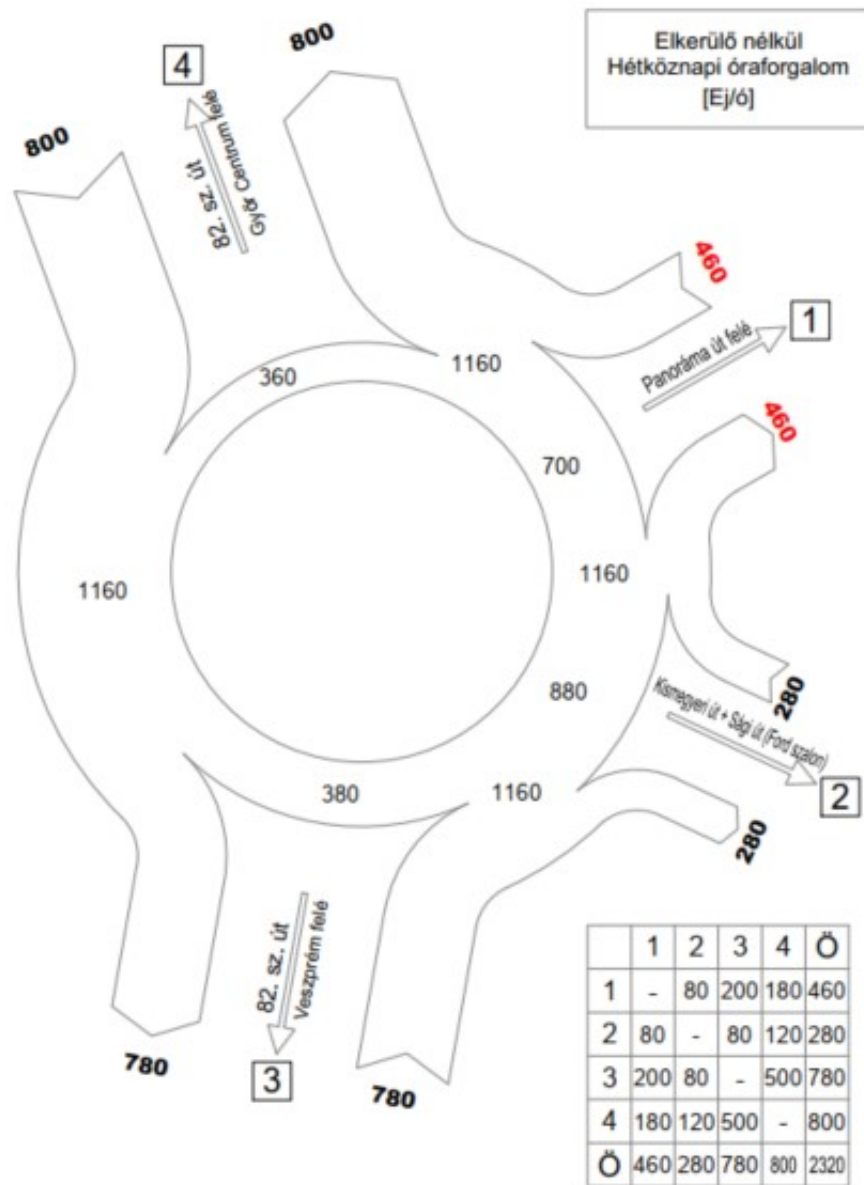 Elkerülő nélkül
Hétköznapi óraforgalom
[Ej/ó]
800
4
800
82. sz. út
Győr Centrum felé
460
1
Panoráma út felé
360
1160
460
700
1160
1160
880
280
Kismegyeri út + Sági út (Ford szalon)
2
380
1160
280
82. sz. út
Veszprém felé
780
3
780
1 2 3 4 Ö
1 - 80 200 180 460
2 80 - 80 120 280
3 200 80 - 500 780
4 180 120 500 - 800
Ö 460 280 780 800 2320